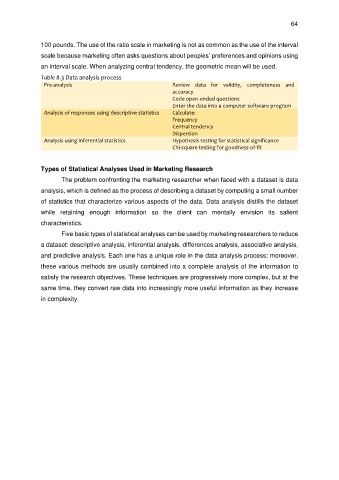 64
100 pounds. The use of the ratio scale in marketing is not as common as the use of the interval
scale because marketing often asks questions about peoples' preferences and opinions using
an interval scale. When analyzing central tendency, the geometric mean will be used.
Table 8.3 Data analysis process
Pre-analysis Review data for validity, completeness and
accuracy
Code open ended questions
Enter the data into a computer software program
Analysis of responses using descriptive statistics Calculate:
Frequency
Central tendency
Dispersion
Analysis using inferential statistics Hypothesis testing for statistical significance
Chi-square testing for goodness-of-fit
Types of Statistical Analyses Used in Marketing Research
The problem confronting the marketing researcher when faced with a dataset is data
analysis, which is defined as the process of describing a dataset by computing a small number
of statistics that characterize various aspects of the data. Data analysis distills the dataset
while retaining enough information so the client can mentally envision its salient
characteristics.
Five basic types of statistical analyses can be used by marketing researchers to reduce
a dataset: descriptive analysis, inferential analysis, differences analysis, associative analysis,
and predictive analysis. Each one has a unique role in the data analysis process; moreover,
these various methods are usually combined into a complete analysis of the information to
satisfy the research objectives. These techniques are progressively more complex, but at the
same time, they convert raw data into increasingly more useful information as they increase
in complexity.